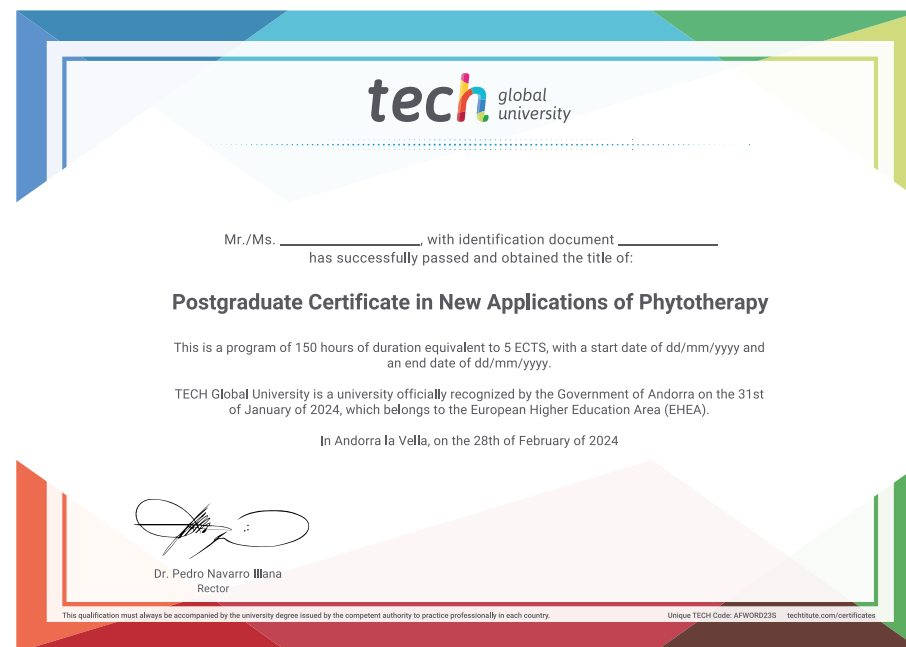 tech global university
Mr./Ms. ____________________, with identification document ______________
has successfully passed and obtained the title of:
Postgraduate Certificate in New Applications of Phytotherapy
This is a program of 150 hours of duration equivalent to 5 ECTS, with a start date of dd/mm/yyyy and
an end date of dd/mm/yyyy.
TECH Global University is a university officially recognized by the Government of Andorra on the 31st
of January of 2024, which belongs to the European Higher Education Area (EHEA).
In Andorra la Vella, on the 28th of February of 2024
Dr. Pedro Navarro Illana
Rector
This qualification must always be accompanied by the university degree issued by the competent authority to practice professionally in each country.
Unique TECH Code: AFWORD23S techtitute.com/certificates